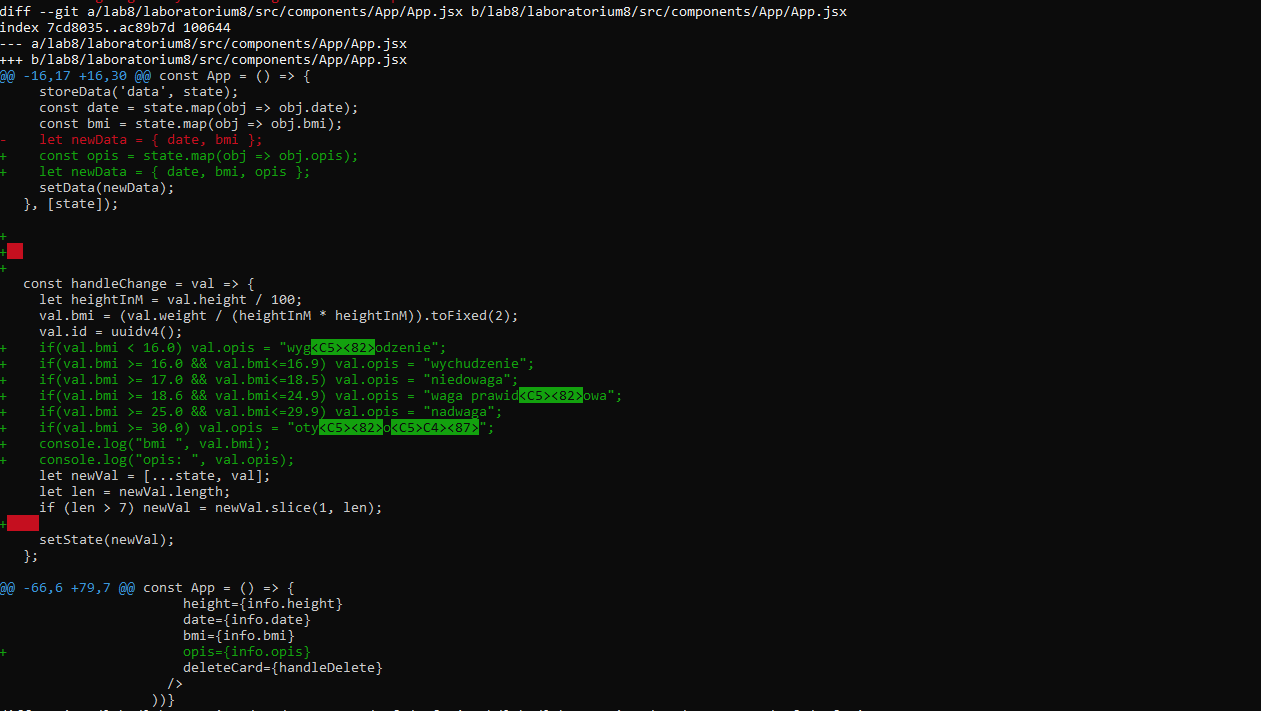 diff --git a/lab8/laboratorium8/src/components/App/App.jsx b/lab8/laboratorium8/src/components/App/App.jsx
index 7cd8035..ac89b7d 100644
--- a/lab8/laboratorium8/src/components/App/App.jsx
+++ b/lab8/laboratorium8/src/components/App/App.jsx
@@ -16,17 +16,30 @@ const App = () => {
     storeData('data', state);
     const date = state.map(obj => obj.date);
     const bmi = state.map(obj => obj.bmi);
-    let newData = { date, bmi };
+    const opis = state.map(obj => obj.opis);
+    let newData = { date, bmi, opis };
     setData(newData);
   }, [state]);
+
+
+
   const handleChange = val => {
     let heightInM = val.height / 100;
     val.bmi = (val.weight / (heightInM * heightInM)).toFixed(2);
     val.id = uuidv4();
+    if(val.bmi < 16.0) val.opis = "wyg<C5><82>odzenie";
+    if(val.bmi >= 16.0 && val.bmi<=16.9) val.opis = "wychudzenie";
+    if(val.bmi >= 17.0 && val.bmi<=18.5) val.opis = "niedowaga";
+    if(val.bmi >= 18.6 && val.bmi<=24.9) val.opis = "waga prawid<C5><82>owa";
+    if(val.bmi >= 25.0 && val.bmi<=29.9) val.opis = "nadwaga";
+    if(val.bmi >= 30.0) val.opis = "oty<C5><82>o<C5>C4><87>";
+    console.log("bmi ", val.bmi);
+    console.log("opis: ", val.opis);
     let newVal = [...state, val];
     let len = newVal.length;
     if (len > 7) newVal = newVal.slice(1, len);
+
     setState(newVal);
   };
@@ -66,6 +79,7 @@ const App = () => {
                       height={info.height}
                       date={info.date}
                       bmi={info.bmi}
+                      opis={info.opis}
                       deleteCard={handleDelete}
                     />
                   ))}